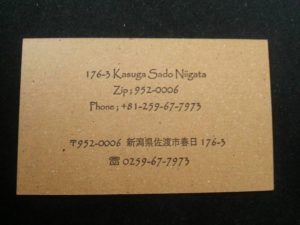 176-3 Kasuga Sado Niigata
Zip ; 952-0006
Phone ; +81-259-67-7973
〒952-0006 新潟県佐渡市春日 176-3
☏ 0259-67-7973